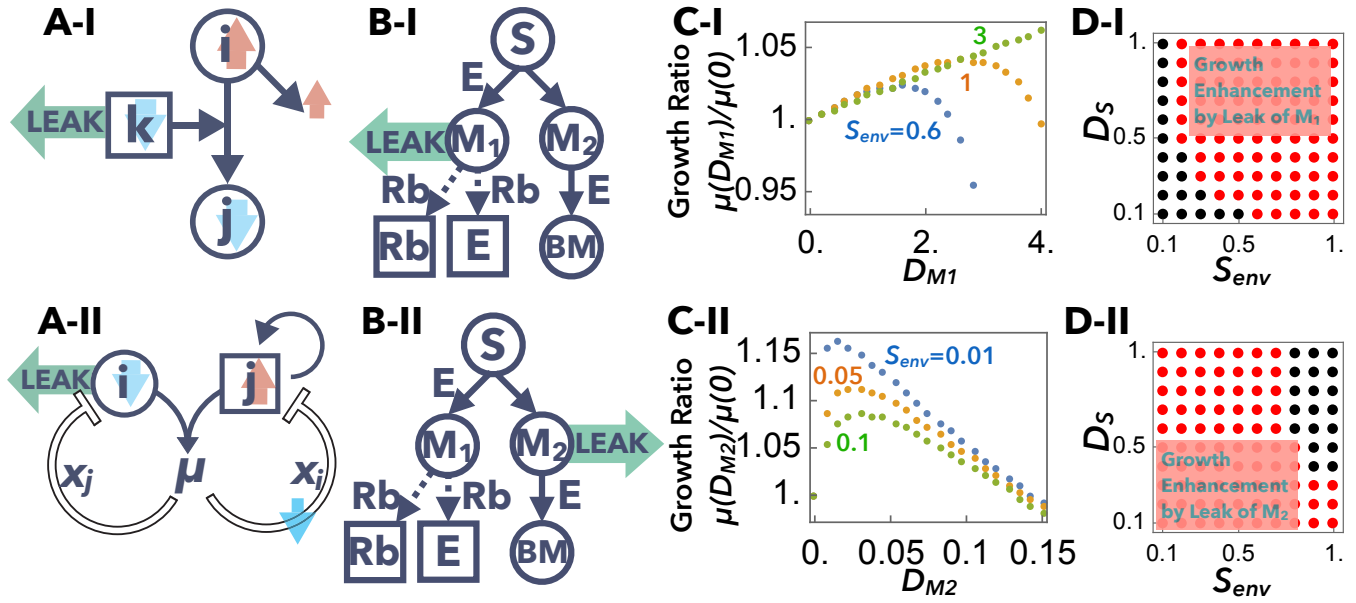 A-I
i
LEAK
k
j
B-I
S
E
LEAK
M1
M2
Rb
Rb
E
Rb
E
BM
C-I
Growth Ratio
μ(DM1)/μ(0)
1.05
1.
0.95
3
1
Senv=0.6
0.
2.
4.
DM1
D-I
DS
1.
0.5
0.1
Growth
Enhancement
by Leak of M1
0.1
0.5
1.
Senv
A-II
LEAK
i
j
xj
μ
xi
B-II
S
E
M1
M2
LEAK
Rb
Rb
E
Rb
E
BM
C-II
Growth Ratio
μ(DM2)/μ(0)
1.15
1.1
1.05
1.
Senv=0.01
0.05
0.1
0.
0.05
0.1
0.15
DM2
D-II
DS
1.
0.5
0.1
Growth
Enhancement
by Leak of M2
0.1
0.5
1.
Senv